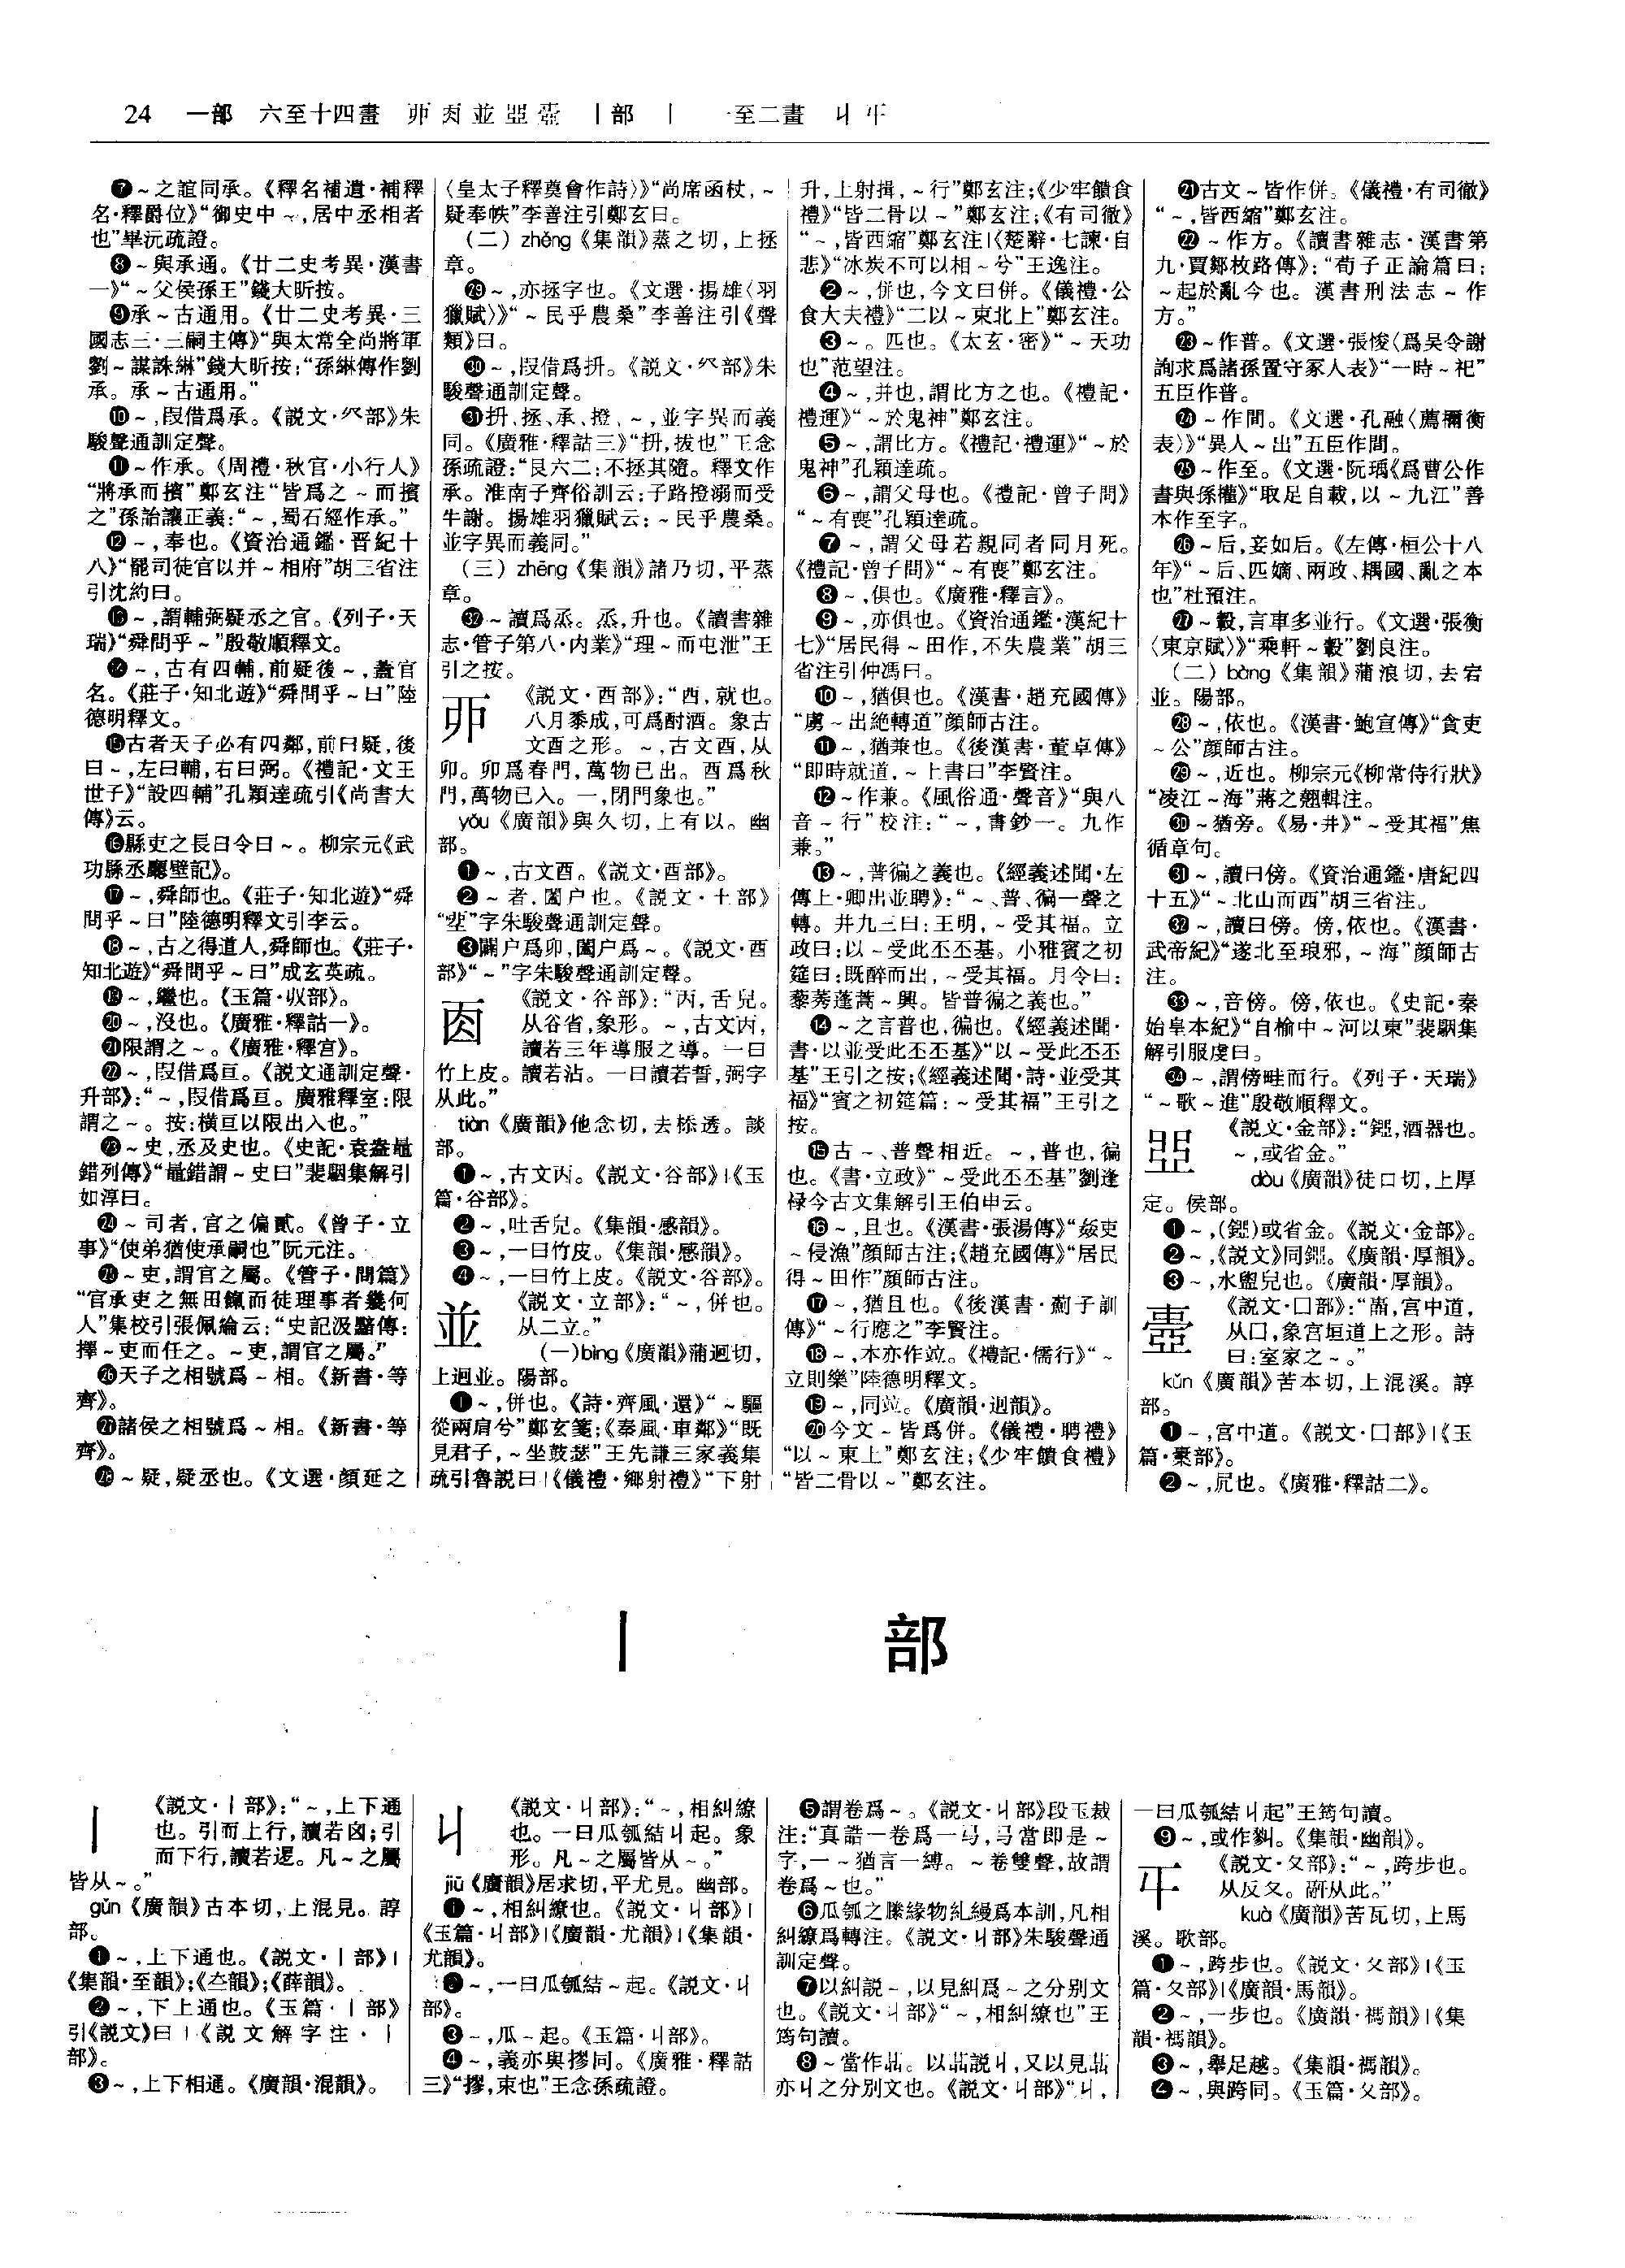 24 一部 六至十四畫 丣㐁並𠁁壼 丨部 丨 一至二畫 丩㐄
❼~之誼同承。《釋名補遺·補釋
名·釋爵位》“御史中~,居中丞相者
也”畢沅疏證。
❽~與承通。《廿二史考異·漢書
一》“~父侯孫王”錢大昕按。
❾承~古通用。《廿二史考異·三
國志三·三嗣主傳》“與太常全尚將軍
劉~謀誅綝”錢大昕按:“孫綝傳作劉
承。承~古通用。”
❿~,叚借爲承。《説文·𠬞部》朱
駿聲通訓定聲。
⓫~作承。《周禮·秋官·小行人》
“將承而擯”鄭玄注“皆爲之~而擯
之”孫詒讓正義:“~,蜀石經作承。”
⓬~,奉也。《資治通鑑·晋紀十
八》“罷司徒官以并~相府”胡三省注
引沈約曰。
⓭~,謂輔弼疑丞之官。《列子·天
瑞》“舜問乎~”殷敬順釋文。
⓮~,古有四輔,前疑後~,蓋官
名。《莊子·知北遊》“舜問乎~曰”陸
德明釋文。
⓯古者天子必有四鄰,前曰疑,後
曰~,左曰輔,右曰弼。《禮記·文王
世子》“設四輔”孔穎達疏引《尚書大
傳》云。
⓰縣吏之長曰令曰~。柳宗元《武
功縣丞廳壁記》。
⓱~,舜師也。《莊子·知北遊》“舜
問乎~曰”陸德明釋文引李云。
⓲~,古之得道人,舜師也。《莊子·
知北遊》“舜問乎~曰”成玄英疏。
⓳~,繼也。《玉篇·収部》。
⓴~,沒也。《廣雅·釋詁一》。
㉑限謂之~。《廣雅·釋宫》。
㉒~,叚借爲亘。《説文通訓定聲·
升部》:“~,叚借爲亘。廣雅釋室:限
謂之~。按:横亘以限出入也。”
㉓~史,丞及史也。《史記·袁盎鼂
錯列傳》“鼂錯謂~史曰”裴駰集解引
如淳曰。
㉔~司者,官之偏貳。《曾子·立
事》“使弟猶使承嗣也”阮元注。
㉕~吏,謂官之屬。《管子·問篇》
“官承吏之無田餼而徒理事者幾何
人”集校引張佩綸云:“史記汲黯傳:
擇~吏而任之。~吏,謂官之屬。”
㉖天子之相號爲~相。《新書·等
齊》。
㉗諸侯之相號爲~相。《新書·等
齊》。
㉘~疑,疑丞也。《文選·顔延之
〈皇太子釋奠會作詩〉》“尚席函杖,~
疑奉帙”李善注引鄭玄曰。
(二) zhěng《集韻》蒸之切,上拯
章。
㉙~,亦拯字也。《文選·揚雄〈羽
獵賦〉》“~民乎農桑”李善注引《聲
類》曰。
㉚~,叚借爲抍。《説文·𠬞部》朱
駿聲通訓定聲。
㉛抍、拯、承、撜、~,並字異而義
同。《廣雅·釋詁三》“抍,拔也”王念
孫疏證:“艮六二:不拯其隨。釋文作
承。淮南子齊俗訓云:子路撜溺而受
牛謝。揚雄羽獵賦云:~民乎農桑。
並字異而義同。”
(三) zhēng《集韻》諸乃切,平蒸
章。
㉜~讀爲烝。烝,升也。《讀書雜
志·管子第八·内業》“理~而屯泄”王
引之按。
丣 《説文·酉部》:“酉,就也。
八月黍成,可爲酎酒。象古
文酉之形。~,古文酉,从
卯。卯爲春門,萬物已出。酉爲秋
門,萬物已入。一,閉門象也。”
yǒu《廣韻》與久切,上有以。幽
部。
❶~,古文酉。《説文·酉部》。
❷~者,閶户也。《説文·土部》
“坓”字朱駿聲通訓定聲。
❸闢户爲卯,闔户爲~。《説文·酉
部》“~”字朱駿聲通訓定聲。
㐁 《説文·谷部》:“㐁,舌皃。
从谷省,象形。~,古文㐁,
讀若三年導服之導。一曰
竹上皮。讀若沾。一曰讀若誓,弼字
从此。”
tiàn《廣韻》他念切,去㮇透。談
部。
❶~,古文㐁。《説文·谷部》|《玉
篇·谷部》。
❷~,吐舌皃。《集韻·感韻》。
❸~,一曰竹皮。《集韻·感韻》。
❹~,一曰竹上皮。《説文·谷部》。
並 《説文·立部》:“~,併也。
从二立。”
(一)bìng《廣韻》蒲迥切,
上迥並。陽部。
❶~,併也。《詩·齊風·還》“~驅
從兩肩兮”鄭玄箋;《秦風·車鄰》“既
見君子,~坐鼓瑟”王先謙三家義集
疏引魯説曰|《儀禮·鄉射禮》“下射
升,上射揖,~行”鄭玄注;《少牢饋食
禮》“皆二骨以~”鄭玄注;《有司徹》
“~,皆西縮”鄭玄注|《楚辭·七諫·自
悲》“冰炭不可以相~兮”王逸注。
❷~,併也,今文曰併。《儀禮·公
食大夫禮》“二以~東北上”鄭玄注。
❸~。匹也。《太玄·密》“~天功
也”范望注。
❹~,并也,謂比方之也。《禮記·
禮運》“~於鬼神”鄭玄注。
❺~,謂比方。《禮記·禮運》“~於
鬼神”孔穎達疏。
❻~,謂父母也。《禮記·曾子問》
“~有喪”孔穎達疏。
❼~,謂父母若親同者同月死。
《禮記·曾子問》“~有喪”鄭玄注。
❽~,俱也。《廣雅·釋言》。
❾~,亦俱也。《資治通鑑·漢紀十
七》“居民得~田作,不失農業”胡三
省注引仲馮曰。
❿~,猶俱也。《漢書·趙充國傳》
“虜~出絶轉道”顔師古注。
⓫~,猶兼也。《後漢書·董卓傳》
“即時就道,~上書曰”李賢注。
⓬~作兼。《風俗通·聲音》“與八
音~行”校注:“~,書鈔一。九作
兼。”
⓭~,普徧之義也。《經義述聞·左
傳上·卿出並聘》:“~、普、徧一聲之
轉。井九三曰:王明,~受其福。立
政曰:以~受此丕丕基。小雅賓之初
筵曰:既醉而出,~受其福。月令曰:
藜莠蓬蒿~興。皆普徧之義也。”
⓮~之言普也,徧也。《經義述聞·
書·以並受此丕丕基》“以~受此丕丕
基”王引之按;《經義述聞·詩·並受其
福》“賓之初筵篇:~受其福”王引之
按。
⓯古~、普聲相近。~,普也,徧
也。《書·立政》“~受此丕丕基”劉逢
禄今古文集解引王伯申云。
⓰~,且也。《漢書·張湯傳》“姦吏
~侵漁”顔師古注;《趙充國傳》“居民
得~田作”顔師古注。
⓱~,猶且也。《後漢書·薊子訓
傳》“~行應之”李賢注。
⓲~,本亦作竝。《禮記·儒行》“~
立則樂”陸德明釋文。
⓳~,同竝。《廣韻·迥韻》。
⓴今文~皆爲併。《儀禮·聘禮》
“以~東上”鄭玄注;《少牢饋食禮》
“皆二骨以~”鄭玄注。
㉑古文~皆作併。《儀禮·有司徹》
“~,皆西縮”鄭玄注。
㉒~作方。《讀書雜志·漢書第
九·賈鄒枚路傳》:“荀子正論篇曰:
~起於亂今也。漢書刑法志~作
方。”
㉓~作普。《文選·張悛〈爲吴令謝
詢求爲諸孫置守冢人表〉》“一時~祀”
五臣作普。
㉔~作間。《文選·孔融〈薦禰衡
表〉》“異人~出”五臣作間。
㉕~作至。《文選·阮瑀〈爲曹公作
書與孫權〉》“取足自載,以~九江”善
本作至字。
㉖~后,妾如后。《左傳·桓公十八
年》“~后、匹嫡、兩政、耦國、亂之本
也”杜預注。
㉗~轂,言車多並行。《文選·張衡
〈東京賦〉》“乘軒~轂”劉良注。
(二) bàng《集韻》蒲浪切,去宕
並。陽部。
㉘~,依也。《漢書·鮑宣傳》“貪吏
~公”顔師古注。
㉙~,近也。柳宗元《柳常侍行狀》
“凌江~海”蔣之翹輯注。
㉚~猶旁。《易·井》“~受其福”焦
循章句。
㉛~,讀曰傍。《資治通鑑·唐紀四
十五》“~北山而西”胡三省注。
㉜~,讀曰傍。傍,依也。《漢書·
武帝紀》“遂北至琅邪,~海”顔師古
注。
㉝~,音傍。傍,依也。《史記·秦
始皇本紀》“自榆中~河以東”裴駰集
解引服虔曰。
㉞~,謂傍畦而行。《列子·天瑞》
“~歌~進”殷敬順釋文。
𠁁 《説文·金部》:“鋀,酒器也。
~,或省金。”
dòu《廣韻》徒口切,上厚
定。侯部。
❶~,(鋀)或省金。《説文·金部》。
❷~,《説文》同鋀。《廣韻·厚韻》。
❸~,水盥皃也。《廣韻·厚韻》。
壼 《説文·囗部》:“壼,宫中道,
从囗,象宫垣道上之形。詩
曰:室家之~。”
kǔn《廣韻》苦本切,上混溪。諄
部。
❶~,宫中道。《説文·囗部》|《玉
篇·橐部》。
❷~,凥也。《廣雅·釋詁二》。
丨 部
丨 《説文·丨部》:“~,上下通
也。引而上行,讀若囟;引
而下行,讀若逻。凡~之屬
皆从~。”
gǔn《廣韻》古本切,上混見。諄
部。
❶~,上下通也。《説文·丨部》|
《集韻·至韻》;《𠫤韻》;《薛韻》。
❷~,下上通也。《玉篇·丨部》
引《説文》曰|《説文解字注·丨
部》。
❸~,上下相通。《廣韻·混韻》。
丩 《説文·丩部》:“~,相糾繚
也。一曰瓜瓠結丩起。象
形。凡~之屬皆从~。”
jiū《廣韻》居求切,平尤見。幽部。
❶~,相糾繚也。《説文·丩部》|
《玉篇·丩部》|《廣韻·尤韻》|《集韻·
尤韻》。
❷~,一曰瓜瓠結~起。《説文·丩
部》。
❸~,瓜~起。《玉篇·丩部》。
❹~,義亦與摎同。《廣雅·釋詁
三》“摎,束也”王念孫疏證。
❺謂卷爲~。《説文·丩部》段玉裁
注:“真誥一卷爲一弓,弓當即是~
字,一~猶言一縛。~卷雙聲,故謂
卷爲~也。”
❻瓜瓠之滕緣物糺縵爲本訓,凡相
糾繚爲轉注。《説文·丩部》朱駿聲通
訓定聲。
❼以糾説~,以見糾爲~之分别文
也。《説文·丩部》“~,相糾繚也”王
筠句讀。
❽~當作茻。以茻説丩,又以見茻
亦丩之分别文也。《説文·丩部》“丩,
一曰瓜瓠結丩起”王筠句讀。
❾~,或作㓨。《集韻·幽韻》。
㐄 《説文·夂部》:“~,跨步也。
从反夂。䯞从此。”
kuà《廣韻》苦瓦切,上馬
溪。歌部。
❶~,跨步也。《説文·夂部》|《玉
篇·夂部》|《廣韻·馬韻》。
❷~,一步也。《廣韻·禡韻》|《集
韻·禡韻》。
❸~,舉足越。《集韻·禡韻》。
❹~,與跨同。《玉篇·夂部》。